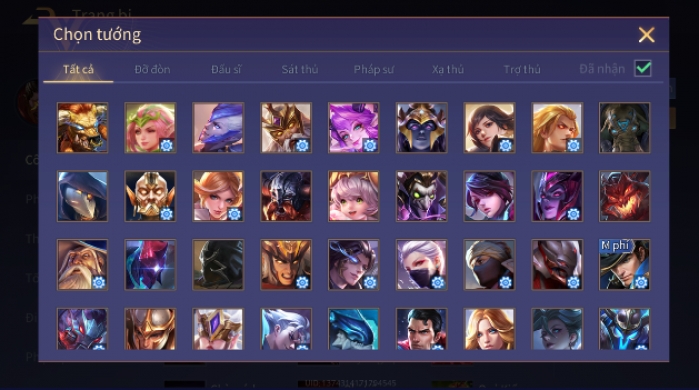 Trang bị
Chọn tướng
Tất cả
Đỡ đòn
Đấu sĩ
Sát thủ
Pháp sư
Xạ thủ
Trợ thủ
Đã nhận
M phí